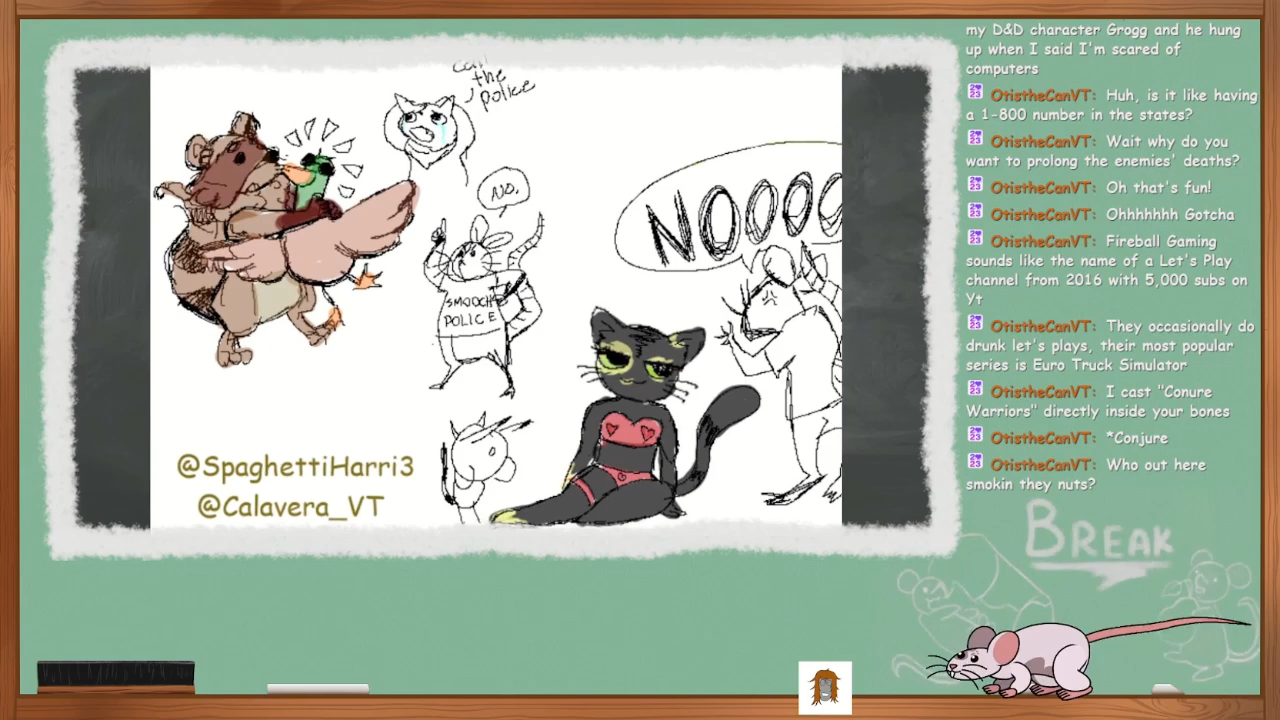 call
the
police
NO.
SMOOCH
POLICE
NOOOO
@SpaghettiHarri3
@Calavera_VT
my D&D character Grogg and he hung
up when I said I'm scared of
computers
OtistheCanVT: Huh, is it like having
a 1-800 number in the states?
OtistheCanVT: Wait why do you
want to prolong the enemies' deaths?
OtistheCanVT: Oh that's fun!
OtistheCanVT: Ohhhhhhh Gotcha
OtistheCanVT: Fireball Gaming
sounds like the name of a Let's Play
channel from 2016 with 5,000 subs on
Yt
OtistheCanVT: They occasionally do
drunk let's plays, their most popular
series is Euro Truck Simulator
OtistheCanVT: I cast "Conure
Warriors" directly inside your bones
OtistheCanVT: *Conjure
OtistheCanVT: Who out here
smokin they nuts?
BREAK